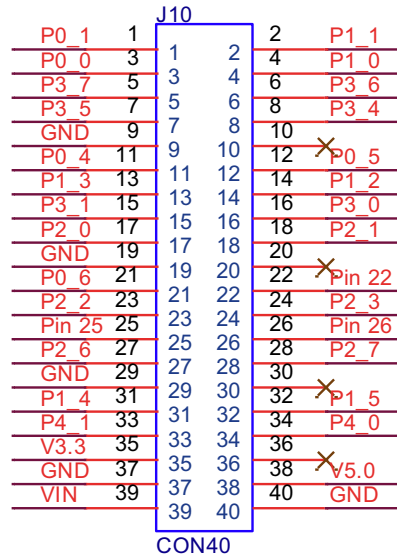 J10
P0_1 1 1 2 2 P1_1
P0_0 3 3 4 4 P1_0
P3_7 5 5 6 6 P3_6
P3_5 7 7 8 8 P3_4
GND 9 9 10 10
P0_4 11 11 12 12 P0_5
P1_3 13 13 14 14 P1_2
P3_1 15 15 16 16 P3_0
P2_0 17 17 18 18 P2_1
GND 19 19 20 20
P0_6 21 21 22 22 Pin 22
P2_2 23 23 24 24 P2_3
Pin 25 25 25 26 26 Pin 26
P2_6 27 27 28 28 P2_7
GND 29 29 30 30
P1_4 31 31 32 32 P1_5
P4_1 33 33 34 34 P4_0
V3.3 35 35 36 36
GND 37 37 38 38 V5.0
VIN 39 39 40 40 GND
CON40